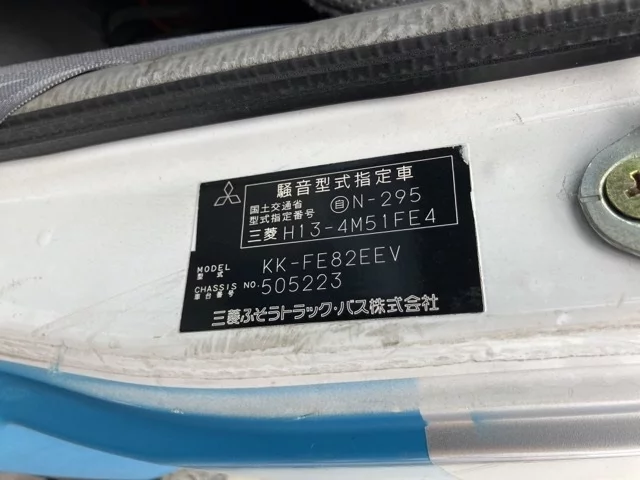 騒音型式指定車
国土交通省
型式指定番号 自N-295
三菱 H13-4M51FE4
MODEL 型式 KK-FE82EEV
CHASSIS NO. 車台番号 505223
三菱ふそうトラック・バス株式会社